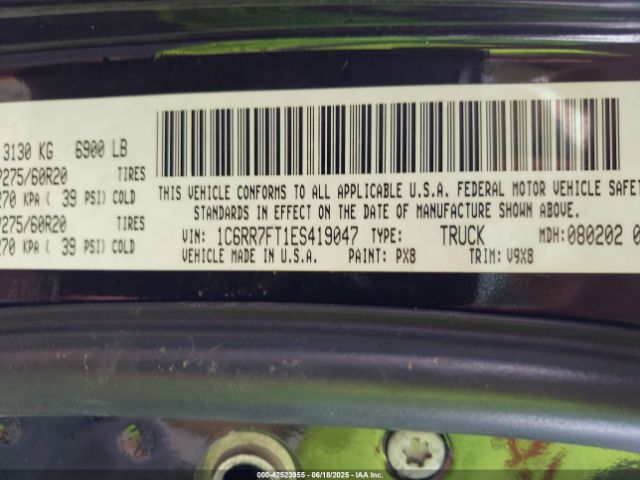 3130 KG 6900 LB
P275/60R20 TIRES
270 KPA ( 39 PSI) COLD
P275/60R20 TIRES
270 KPA ( 39 PSI) COLD
THIS VEHICLE CONFORMS TO ALL APPLICABLE U.S.A. FEDERAL MOTOR VEHICLE SAFET
STANDARDS IN EFFECT ON THE DATE OF MANUFACTURE SHOWN ABOVE.
VIN: 1C6RR7FT1ES419047 TYPE: TRUCK MDH: 080202 0
VEHICLE MADE IN U.S.A. PAINT: PX8 TRIM: V9X8
000-42523955 - 06/18/2025 - IAA Inc.